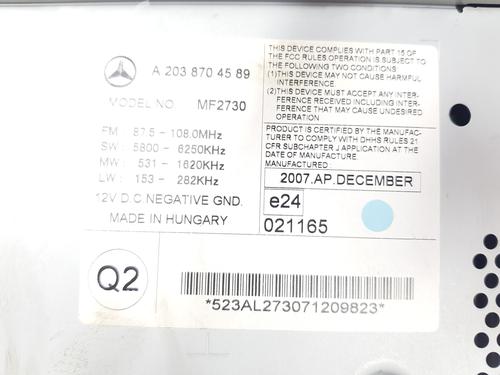 A 203 870 45 89
MODEL NO. MF2730
FM : 87.5 - 108.0MHz
SW : 5800 - 6250KHz
MW : 531 - 1620KHz
LW : 153 - 282KHz
12V D.C. NEGATIVE GND.
MADE IN HUNGARY
THIS DEVICE COMPLIES WITH PART 15 OF
THE FCC RULES OPERATION IS SUBJECT TO
THE FOLLOWING TWO CONDITION.
(1)THIS DEVICE MAY NOT CAUSE HARMFUL
INTERFERENCE.
(2)THIS DEVICE MUST ACCEPT ANY INTER-
FERENCE RECEIVED INCLUDING INTER-
FERENCE THAT MAY CAUSE UNDESIRED
OPERATION
PRODUCT IS CERTIFIED BY THE MANUFAC-
TURER TO COMPLY WITH DHHS RULES 21
CFR SUBCHAPTER J APPLICATION AT THE
DATE OF MANUFACTURE.
MANUFACTURED :
2007.AP.DECEMBER
e24
021165
Q2
*523AL273071209823*